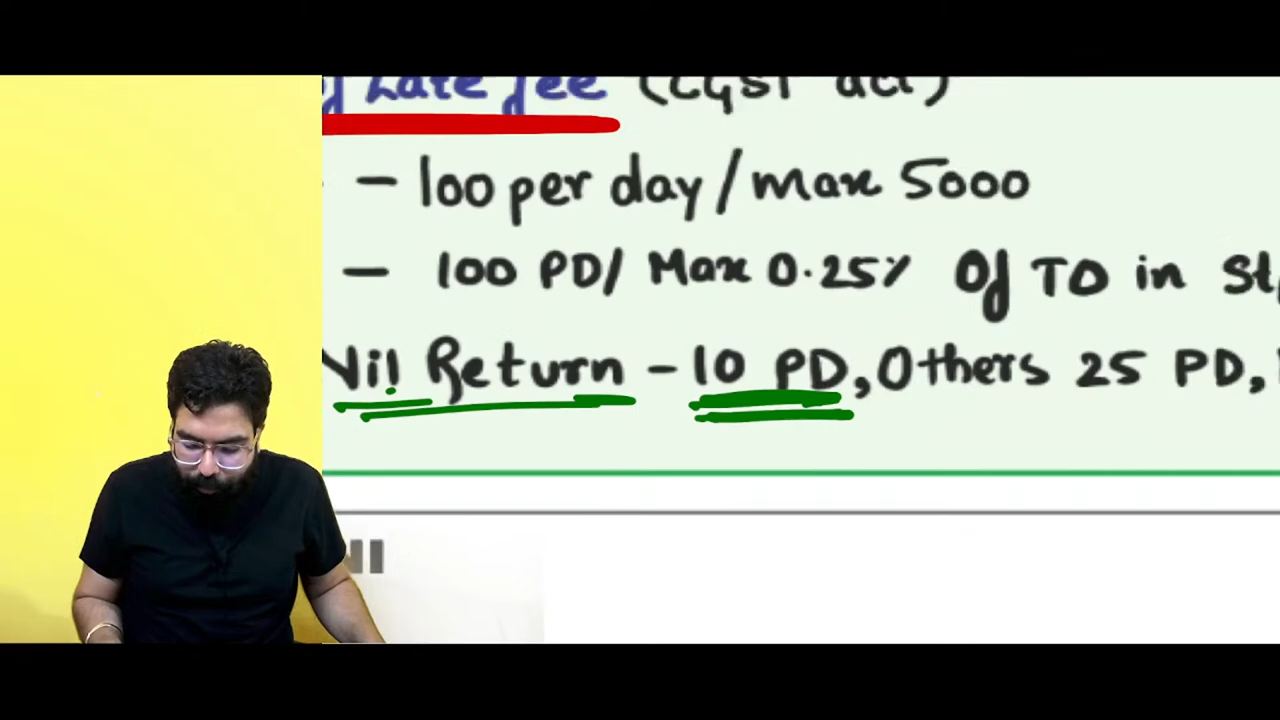 Late fee (CGST act)
- 100 per day / max 5000
- 100 PD / Max 0.25% Of TO in
Nil Return - 10 PD, Others 25 PD,